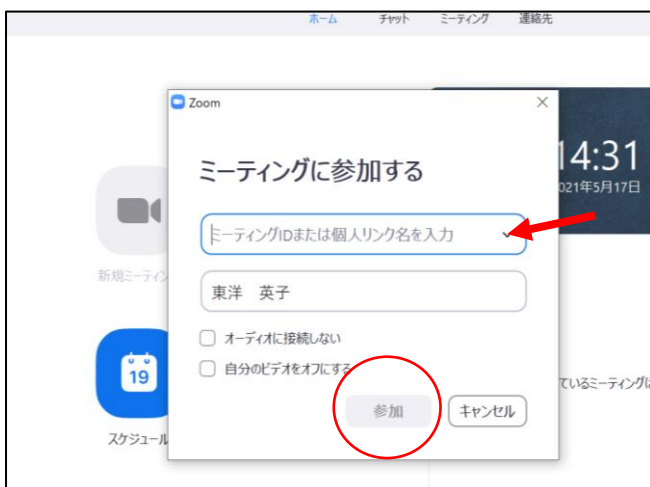 ホーム チャット ミーティング 連絡先
Zoom
ミーティングに参加する
14:31
021年5月17日
ミーティングIDまたは個人リンク名を入力
新規ミーティン
東洋 英子
オーディオに接続しない
自分のビデオをオフにする
19
ているミーティングは
参加
キャンセル
スケジュール